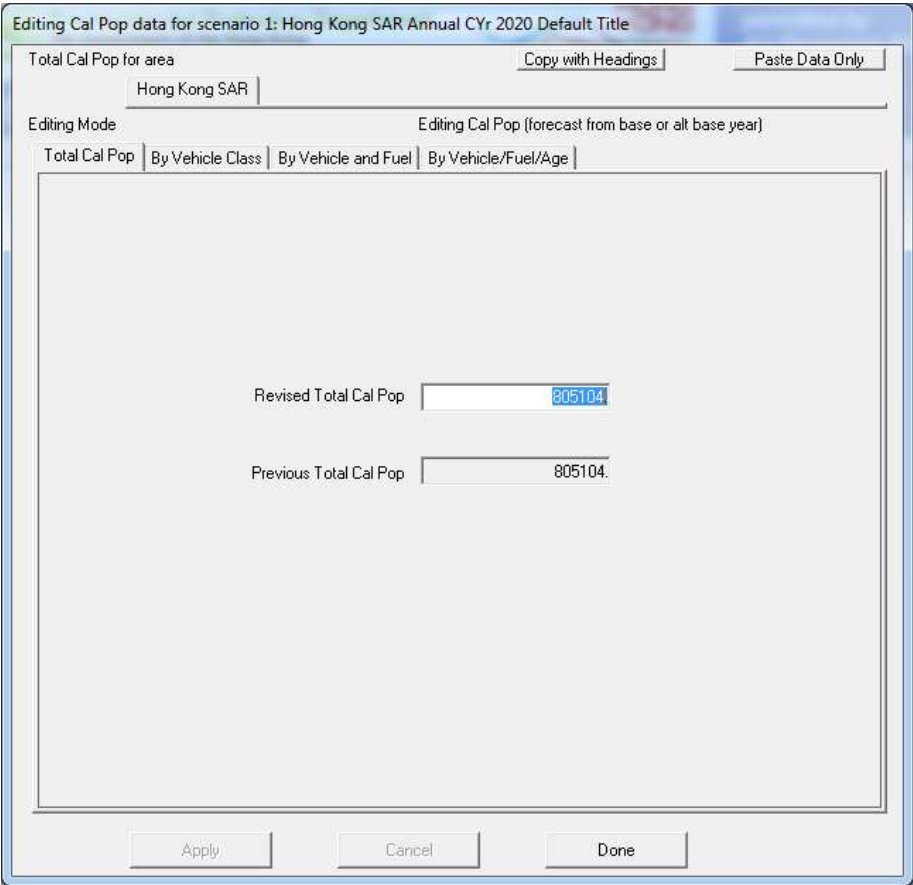 Editing Cal Pop data for scenario 1: Hong Kong SAR Annual CYr 2020 Default Title
Total Cal Pop for area
Copy with Headings
Paste Data Only
Hong Kong SAR
Editing Mode
Editing Cal Pop (forecast from base or alt base year)
Total Cal Pop
By Vehicle Class
By Vehicle and Fuel
By Vehicle/Fuel/Age
Revised Total Cal Pop
805104.
Previous Total Cal Pop
805104.
Apply
Cancel
Done